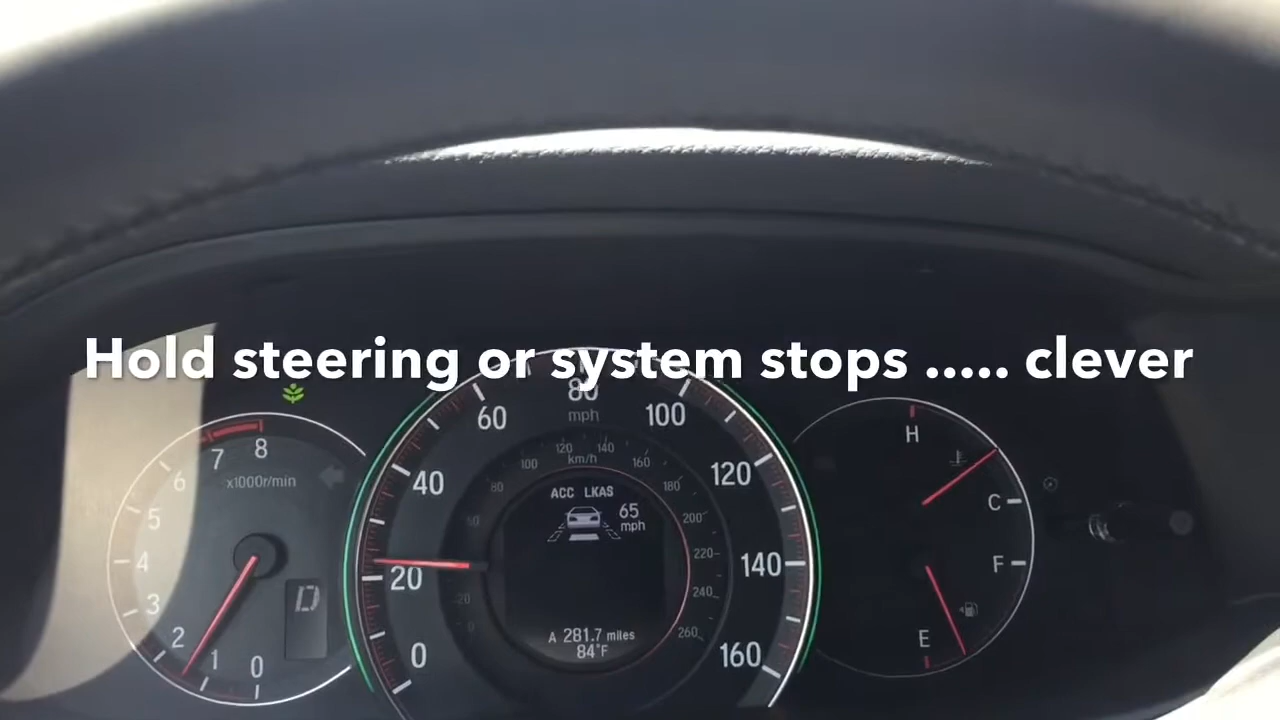 Hold steering or system stops ..... clever
8
7
6
5
4
3
2
1
0
x1000r/min
D
0
20
40
60
80
100
120
140
160
mph
km/h
20
80
100
120
140
160
180
200
220
240
260
ACC LKAS
65
mph
A 281.7 miles
84°F
H
C
F
E